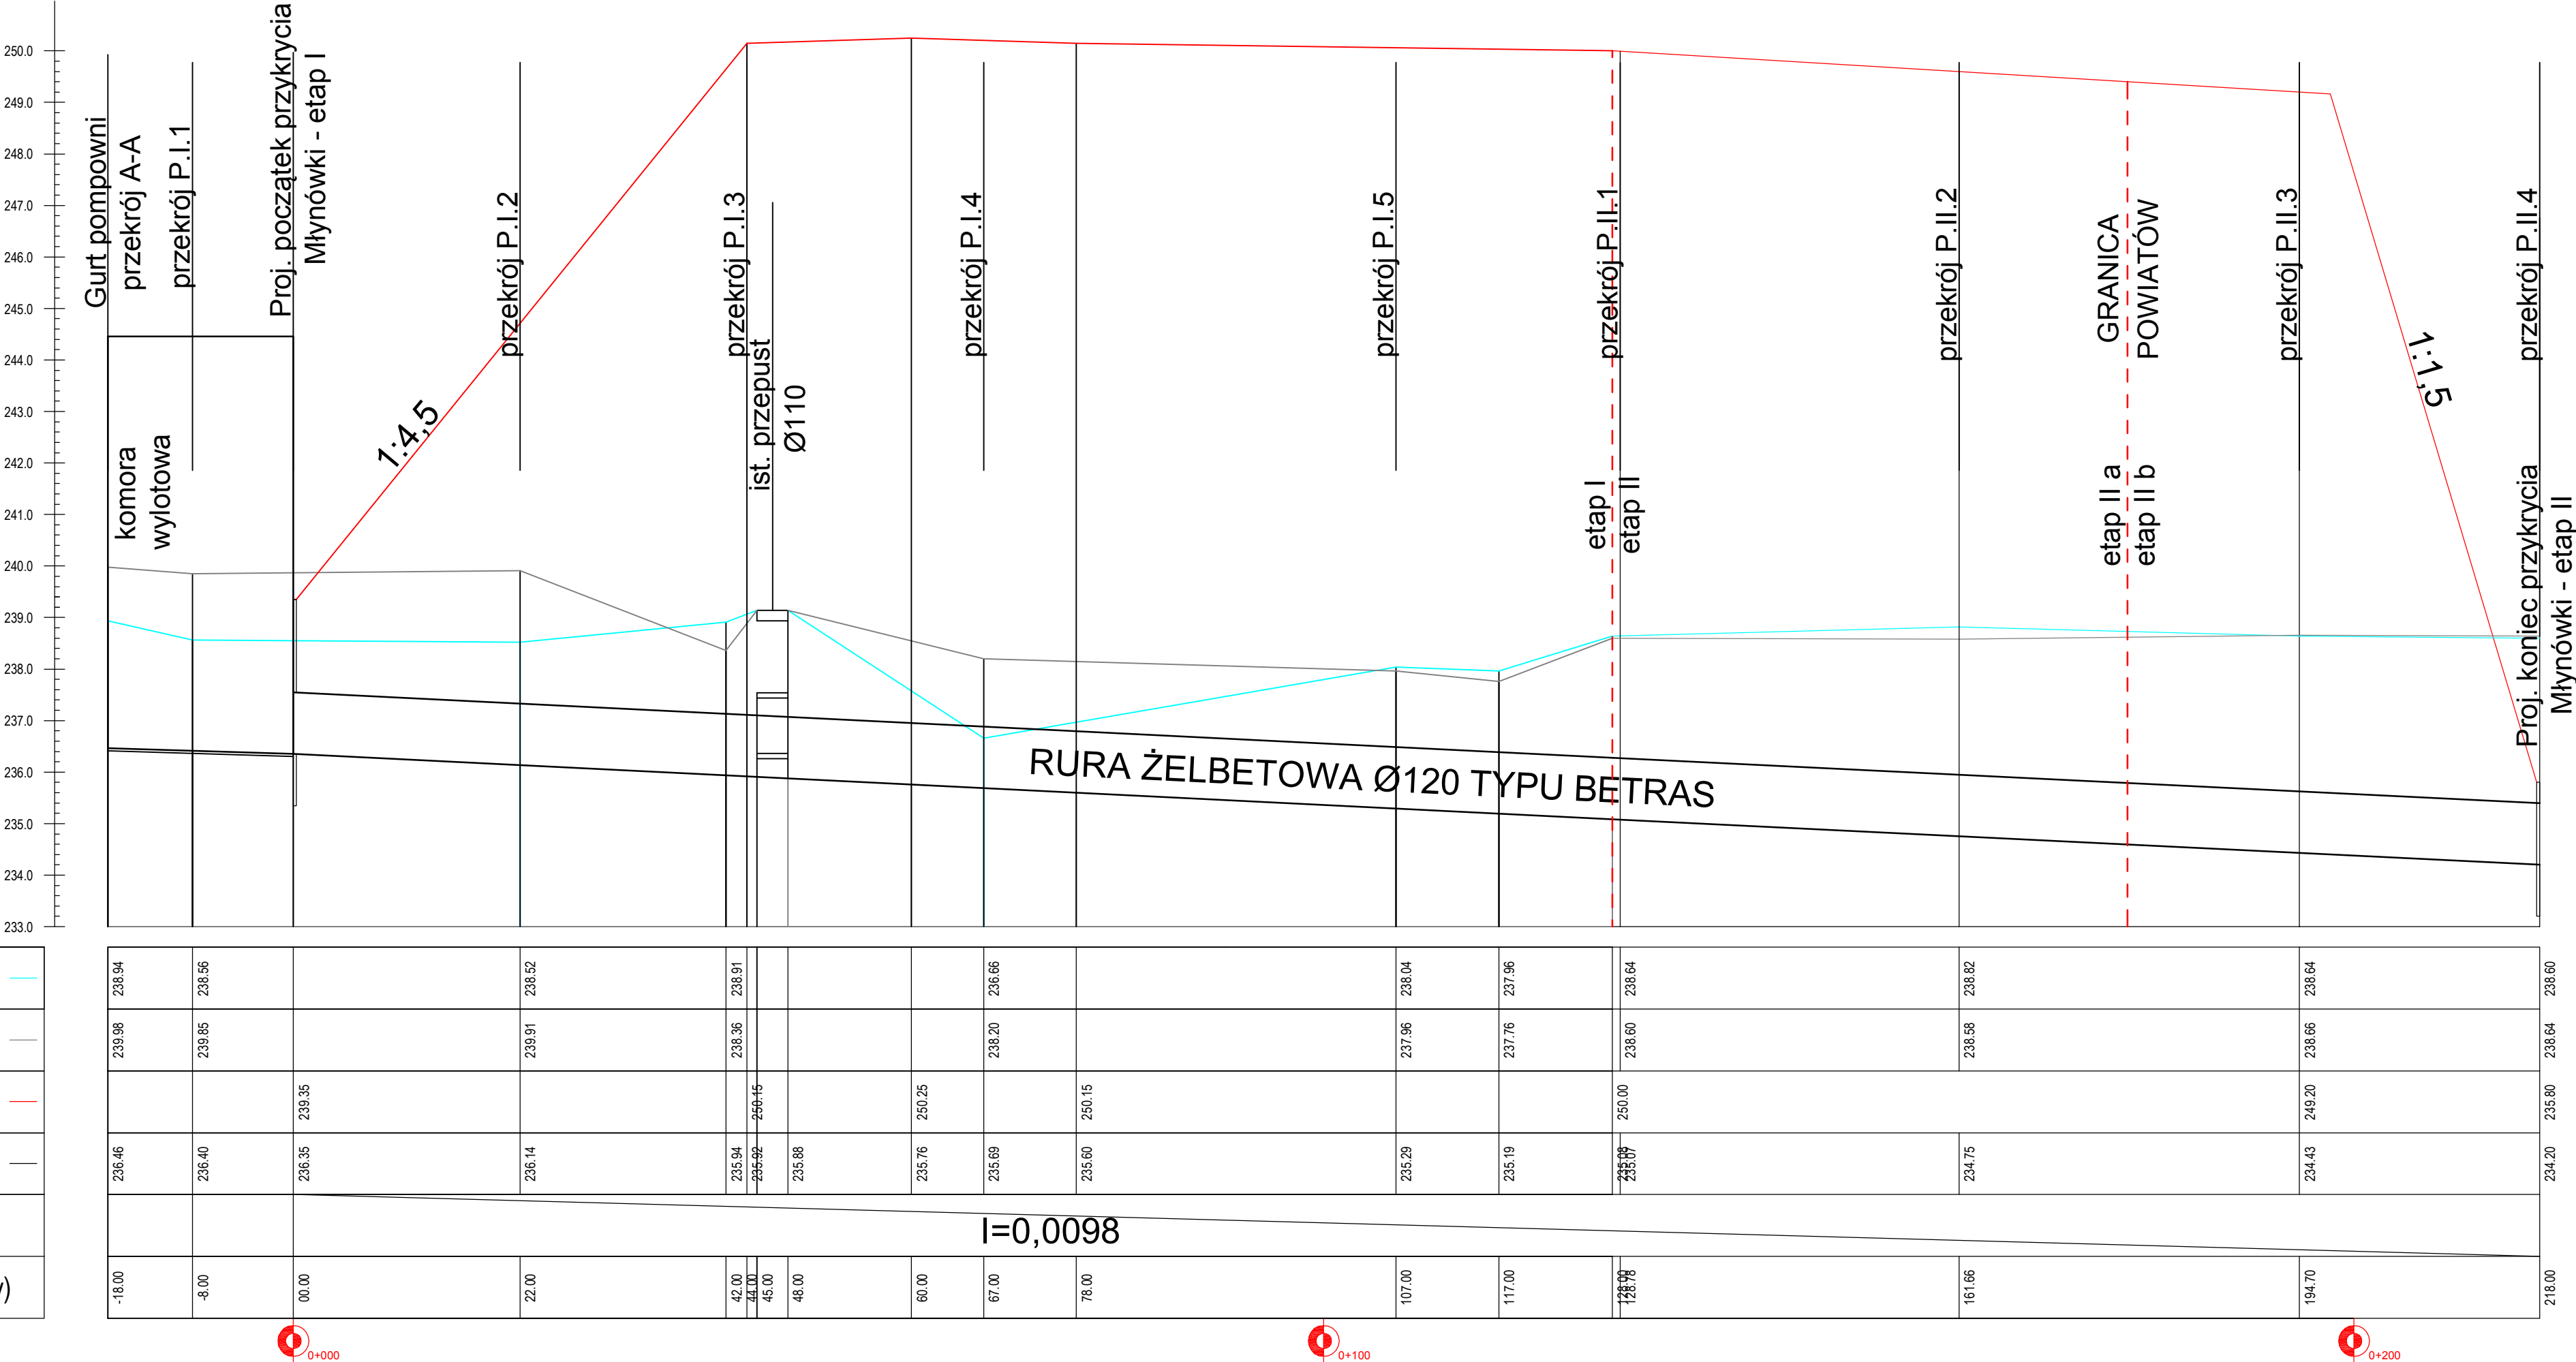 250.0
249.0
248.0
247.0
246.0
245.0
244.0
243.0
242.0
241.0
240.0
239.0
238.0
237.0
236.0
235.0
234.0
233.0
Gurt pompowni
przekrój A-A
przekrój P.I.1
Proj. początek przykrycia
Młynówki - etap I
komora
wylotowa
1:4,5
przekrój P.I.2
przekrój P.I.3
ist. przepust
Ø110
przekrój P.I.4
przekrój P.I.5
przekrój P.II.1
etap I
etap II
przekrój P.II.2
GRANICA
POWIATÓW
etap II a
etap II b
przekrój P.II.3
1:1,5
przekrój P.II.4
Proj. koniec przykrycia
Młynówki - etap II
RURA ŻELBETOWA Ø120 TYPU BETRAS
238.94 238.56 238.52 238.91 236.66 238.04 237.96 238.64 238.82 238.64 238.60
239.98 239.85 239.91 238.36 238.20 237.96 237.76 238.60 238.58 238.66 238.64
239.35 250.15 250.25 250.15 250.00 249.20 235.80
236.46 236.40 236.35 236.14 235.94 235.92 235.88 235.76 235.69 235.60 235.29 235.19 235.08 235.07 234.75 234.43 234.20
I=0,0098
-18.00 -8.00 00.00 22.00 42.00 44.00 45.00 48.00 60.00 67.00 78.00 107.00 117.00 128.00 128.78 161.66 194.70 218.00
0+000 0+100 0+200